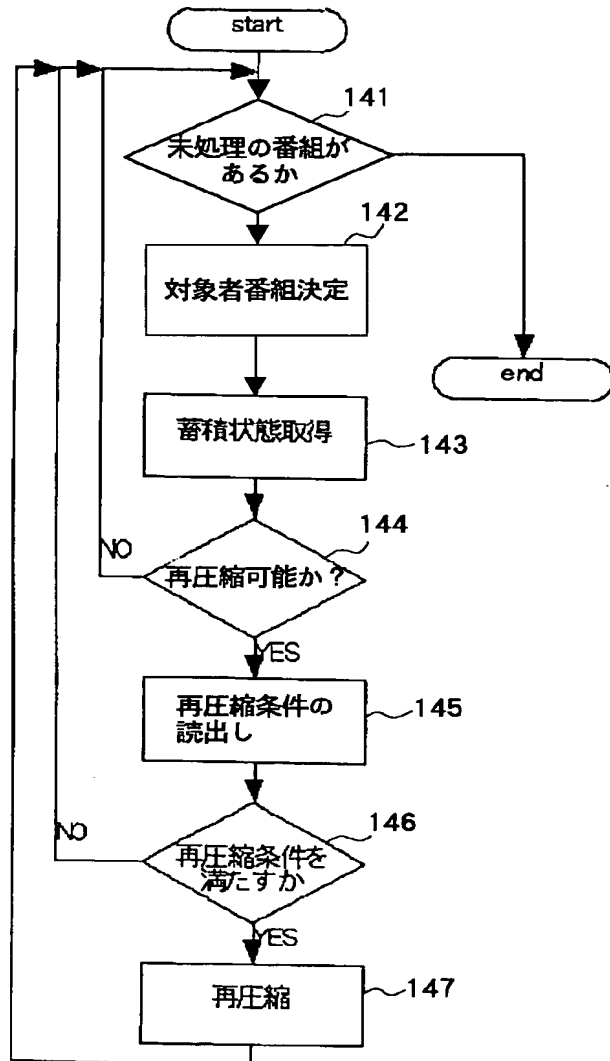 start
141
未処理の番組が
あるか
142
対象者番組決定
end
蓄積状態取得
143
144
NO
再圧縮可能か？
YES
再圧縮条件の
読出し
145
146
NO
再圧縮条件を
満たすか
YES
再圧縮
147